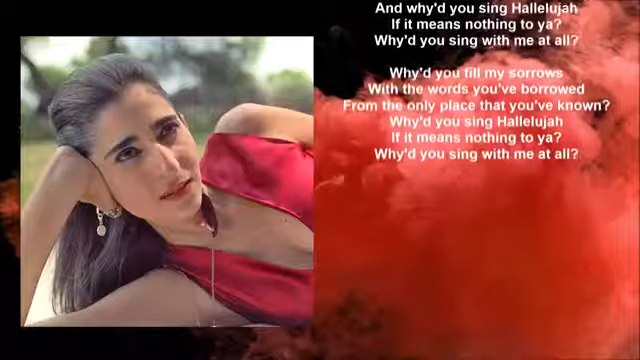 And why'd you sing Hallelujah
If it means nothing to ya?
Why'd you sing with me at all?
Why'd you fill my sorrows
With the words you've borrowed
From the only place that you've known?
Why'd you sing Hallelujah
If it means nothing to ya?
Why'd you sing with me at all?